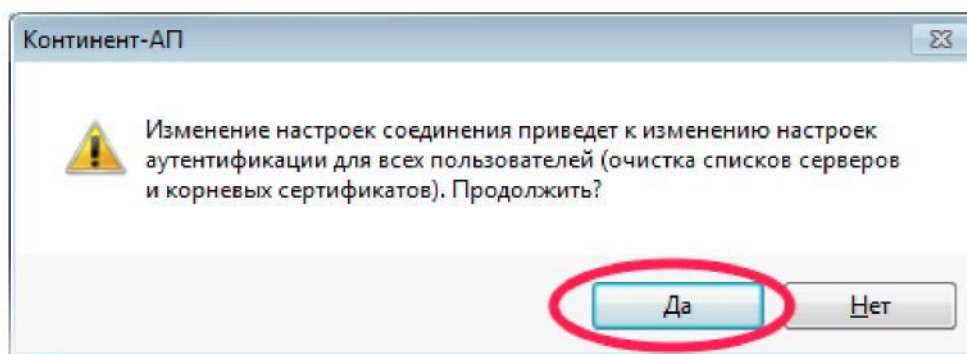 Континент-АП
Изменение настроек соединения приведет к изменению настроек
аутентификации для всех пользователей (очистка списков серверов
и корневых сертификатов). Продолжить?
Да
Нет